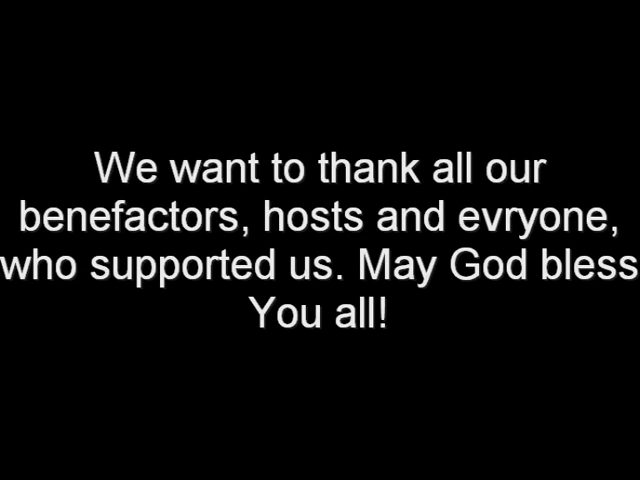 We want to thank all our
benefactors, hosts and evryone,
who supported us. May God bless
You all!